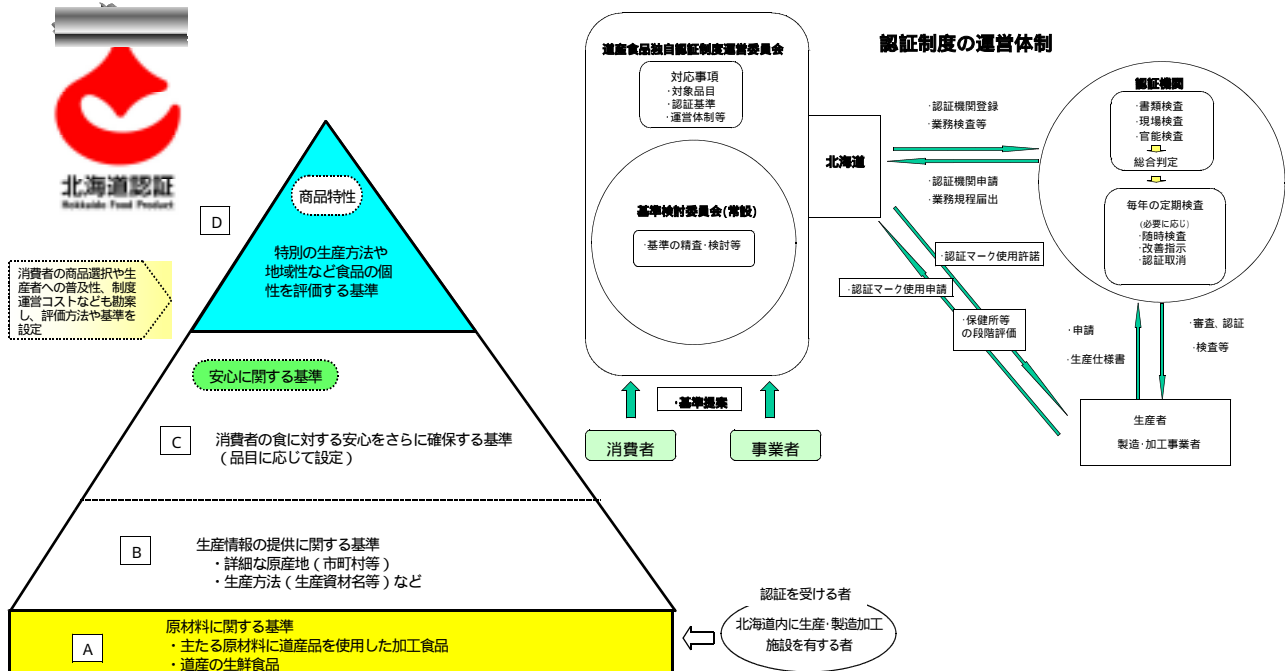 北海道認証
Hokkaido Food Product
D
商品特性
特別の生産方法や
地域性など食品の個
性を評価する基準
消費者の商品選択や生
産者への普及性、制度
運営コストなども勘案
し、評価方法や基準を
設定
安心に関する基準
C
消費者の食に対する安心をさらに確保する基準
(品目に応じて設定)
B
生産情報の提供に関する基準
・詳細な原産地(市町村等)
・生産方法(生産資材名等)など
A
原材料に関する基準
・主たる原材料に道産品を使用した加工食品
・道産の生鮮食品
認証を受ける者
北海道内に生産・製造加工
施設を有する者
認証制度の運営体制
道産食品独自認証制度運営委員会
対応事項
・対象品目
・認証基準
・運営体制等
基準検討委員会(常設)
・基準の精査・検討等
・基準提案
消費者
事業者
北海道
・認証機関登録
・業務検査等
・認証機関申請
・業務規程届出
認証機関
・書類検査
・現場検査
・官能検査
総合判定
毎年の定期検査
(必要に応じ)
・随時検査
・改善指示
・認証取消
・認証マーク使用許諾
・認証マーク使用申請
・保健所等
の段階評価
・申請
・生産仕様書
・審査、認証
・検査等
生産者
製造・加工事業者